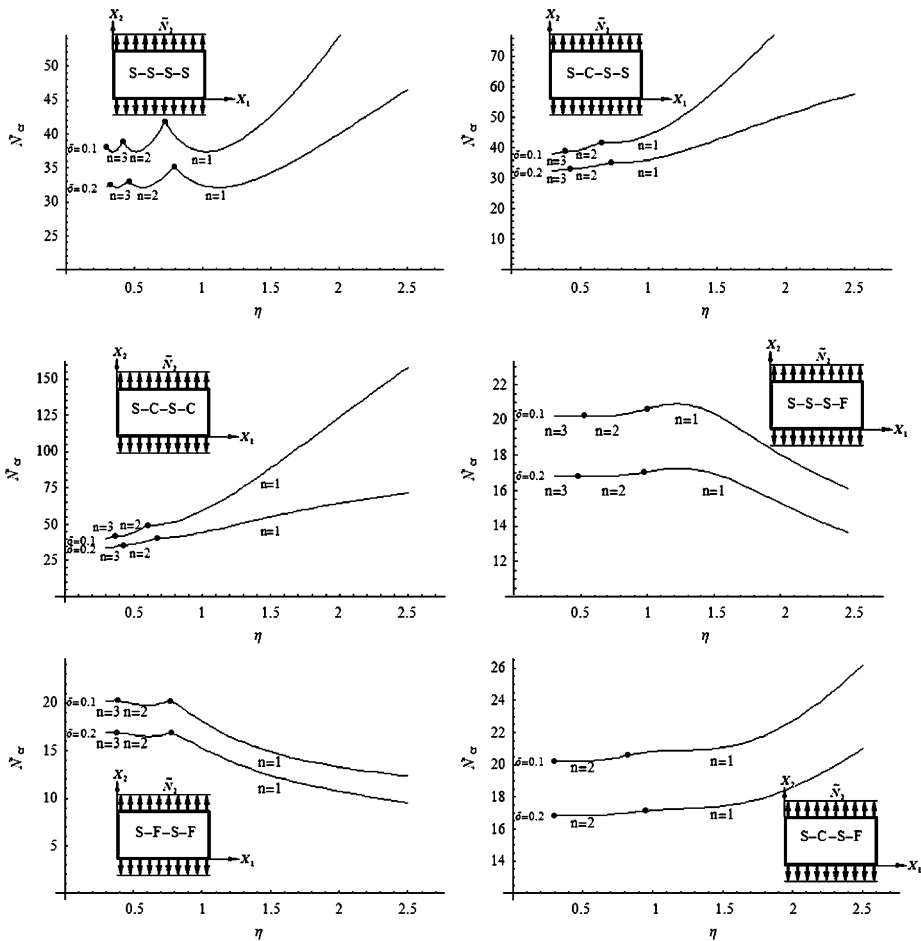 X₂
Ñ₂
S–S–S–S
X₁
50
45
40
35
30
25
N̂cr
δ̄=0.1
n=3 n=2 n=1
δ̄=0.2
n=3 n=2 n=1
0.5 1 1.5 2 2.5
η
X₂
Ñ₂
S–C–S–S
X₁
70
60
50
40
30
20
10
N̂cr
δ̄=0.1
n=3 n=2 n=1
δ̄=0.2
n=3 n=2 n=1
0.5 1 1.5 2 2.5
η
X₂
Ñ₂
S–C–S–C
X₁
150
125
100
75
50
25
N̂cr
n=1
n=3 n=2
δ̄=0.1
δ̄=0.2
n=3 n=2 n=1
0.5 1 1.5 2 2.5
η
X₂
Ñ₂
S–S–S–F
X₁
22
20
18
16
14
12
N̂cr
δ̄=0.1
n=3 n=2 n=1
δ̄=0.2
n=3 n=2 n=1
0.5 1 1.5 2 2.5
η
20
15
10
5
N̂cr
δ̄=0.1
n=3 n=2 n=1
δ̄=0.2
n=3 n=2 n=1
X₂
Ñ₂
S–F–S–F
X₁
0.5 1 1.5 2 2.5
η
26
24
22
20
18
16
14
N̂cr
δ̄=0.1
n=2 n=1
δ̄=0.2
n=2 n=1
X₂
Ñ₂
S–C–S–F
X₁
0.5 1 1.5 2 2.5
η